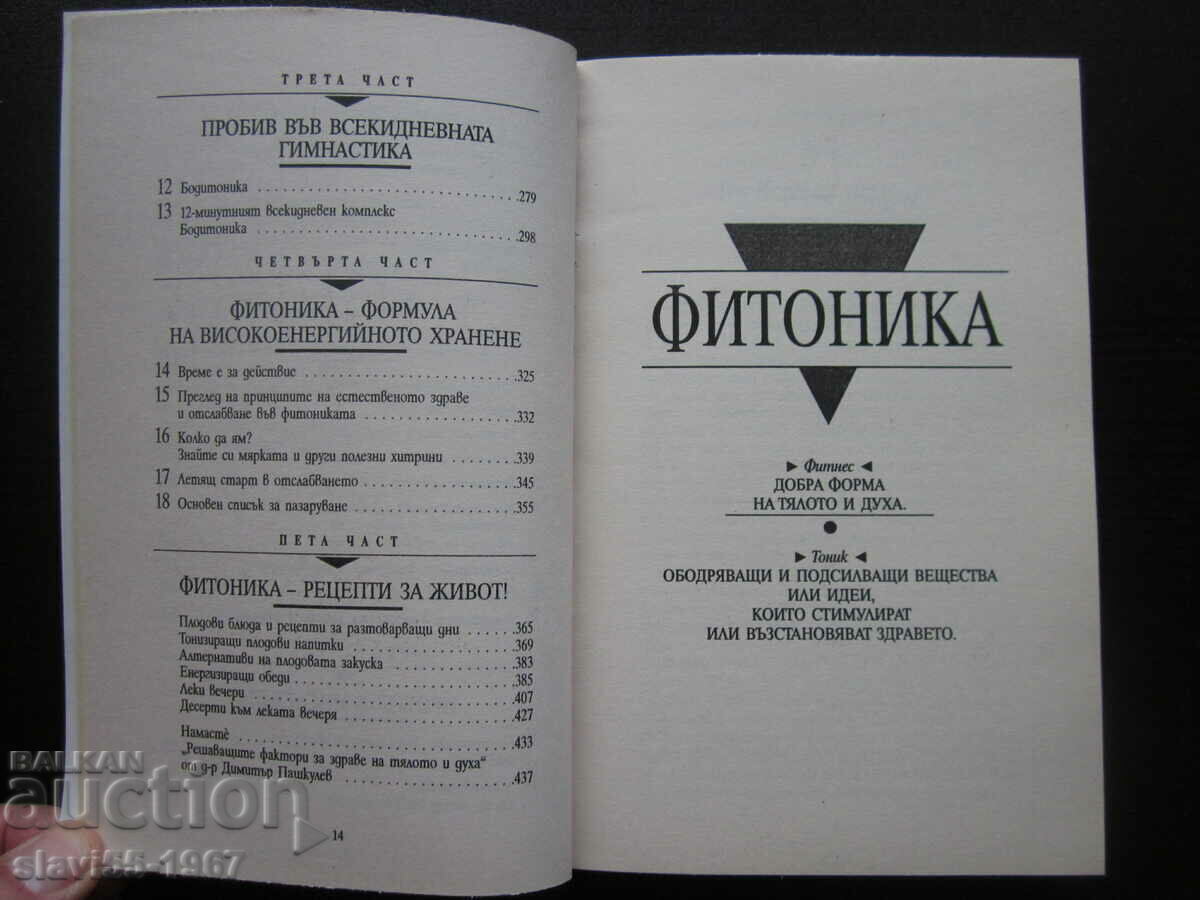 ТРЕТА ЧАСТ
ПРОБИВ ВЪВ ВСЕКИДНЕВНАТА
ГИМНАСТИКА
12 Бодитоника . . . . . . . . . . . . . . . . . . . . . . . . . . . . . . .279
13 12-минутният всекидневен комплекс
Бодитоника . . . . . . . . . . . . . . . . . . . . . . . . . . . . . . .298
ЧЕТВЪРТА ЧАСТ
ФИТОНИКА – ФОРМУЛА
НА ВИСОКОЕНЕРГИЙНОТО ХРАНЕНЕ
14 Време е за действие . . . . . . . . . . . . . . . . . . . . . . . . .325
15 Преглед на принципите на естественото здраве
и отслабване във фитониката . . . . . . . . . . . . . . . . . .332
16 Колко да ям?
Знайте си мярката и други полезни хитрини . . . . . . . .339
17 Летящ старт в отслабването . . . . . . . . . . . . . . . . . .345
18 Основен списък за пазаруване . . . . . . . . . . . . . . . . .355
ПЕТА ЧАСТ
ФИТОНИКА – РЕЦЕПТИ ЗА ЖИВОТ!
Плодови блюда и рецепти за разтоварващи дни . . . . . .365
Тонизиращи плодови напитки . . . . . . . . . . . . . . . . . .369
Алтернативи на плодовата закуска . . . . . . . . . . . . . .383
Енергизиращи обеди . . . . . . . . . . . . . . . . . . . . . . . .385
Леки вечери . . . . . . . . . . . . . . . . . . . . . . . . . . . . . .407
Десерти към леката вечеря . . . . . . . . . . . . . . . . . . .427
Намастѐ . . . . . . . . . . . . . . . . . . . . . . . . . . . . . . . . .433
„Решаващите фактори за здраве на тялото и духа“
от д-р Димитър Пашкулев . . . . . . . . . . . . . . . . . . . .437
14
ФИТОНИКА
► Фитнес ◄
ДОБРА ФОРМА
НА ТЯЛОТО И ДУХА.
► Тоник ◄
ОБОДРЯВАЩИ И ПОДСИЛВАЩИ ВЕЩЕСТВА
ИЛИ ИДЕИ,
КОИТО СТИМУЛИРАТ
ИЛИ ВЪЗСТАНОВЯВАТ ЗДРАВЕТО.
BALKAN
auction
slavi55-1967